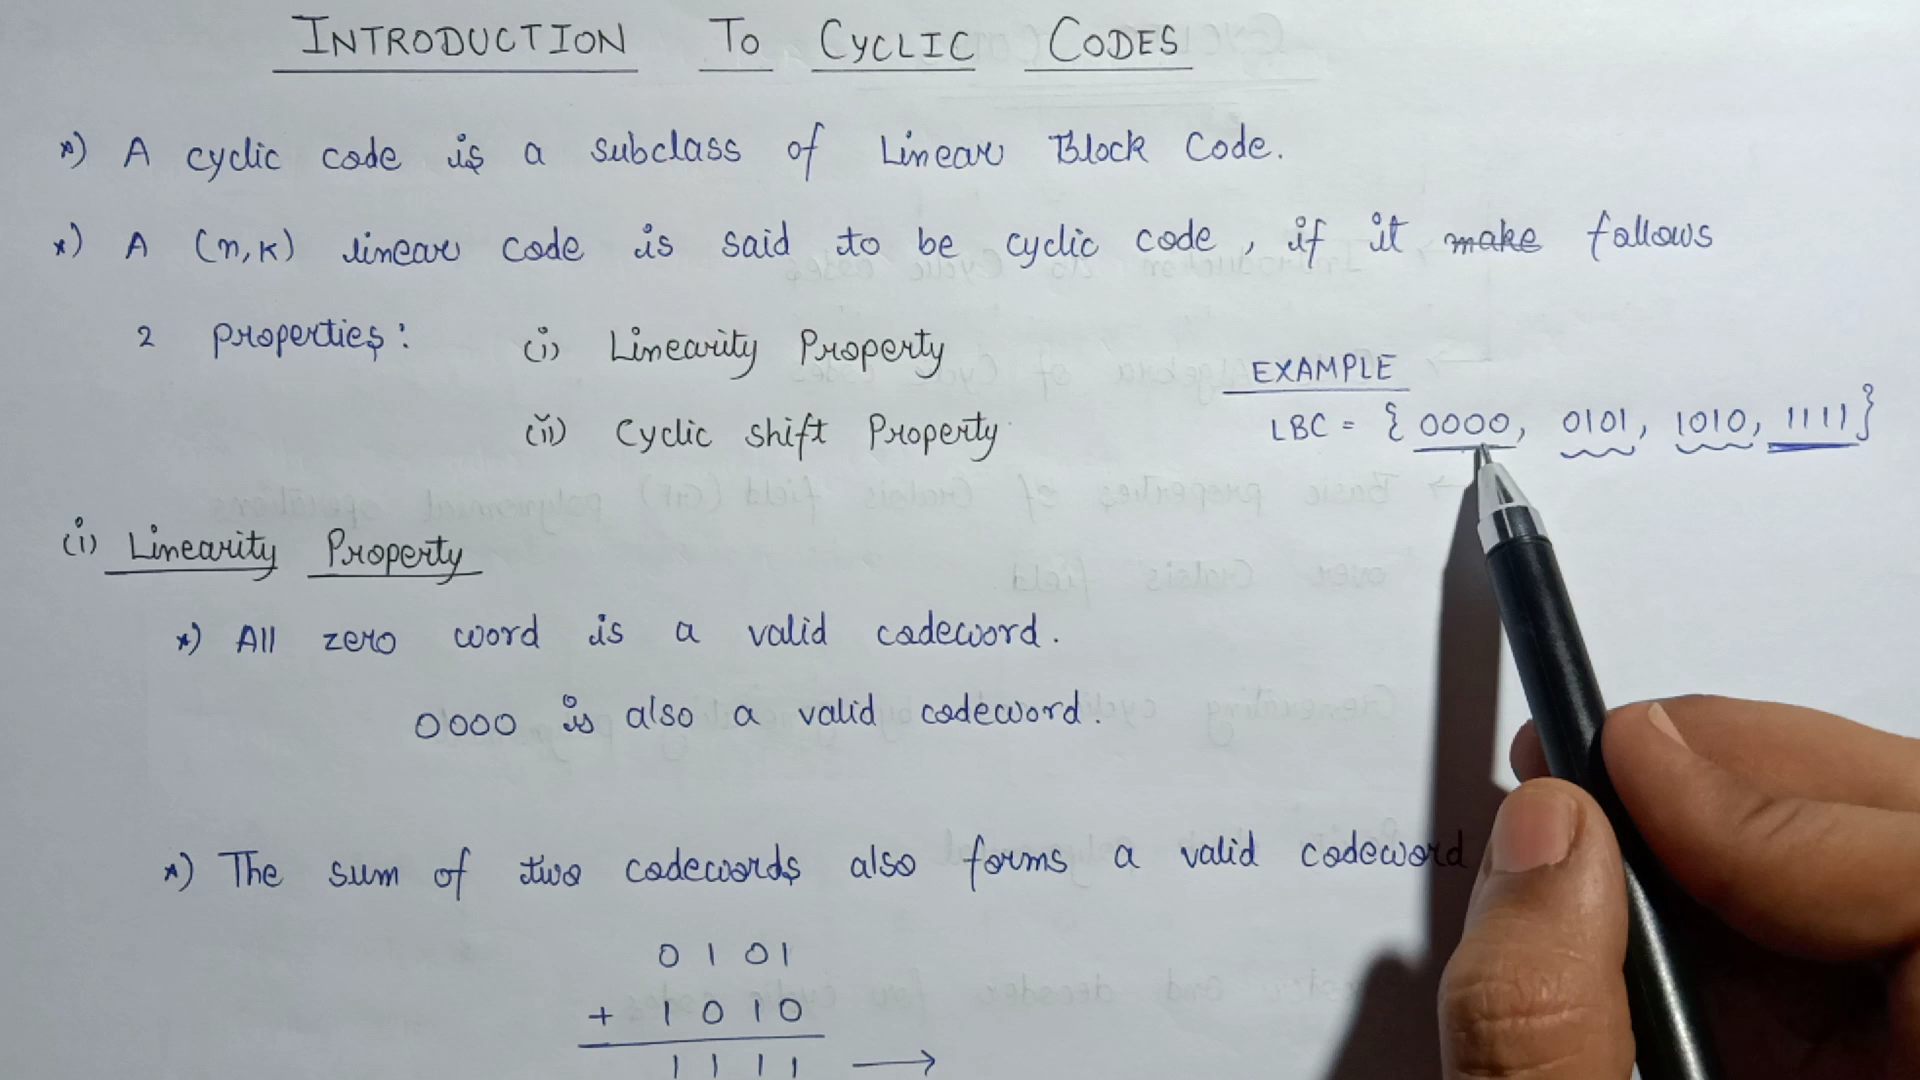 INTRODUCTION TO CYCLIC CODES
*) A cyclic code is a subclass of Linear Block Code.
*) A (n,k) linear code is said to be cyclic code, if it make follows
2 properties: (i) Linearity Property
(ii) Cyclic shift Property
EXAMPLE
LBC = { 0000, 0101, 1010, 1111 }
(i) Linearity Property
*) All zero word is a valid codeword.
0000 is also a valid codeword.
*) The sum of two codewords also forms a valid codeword
0101
+ 1010
1111 →